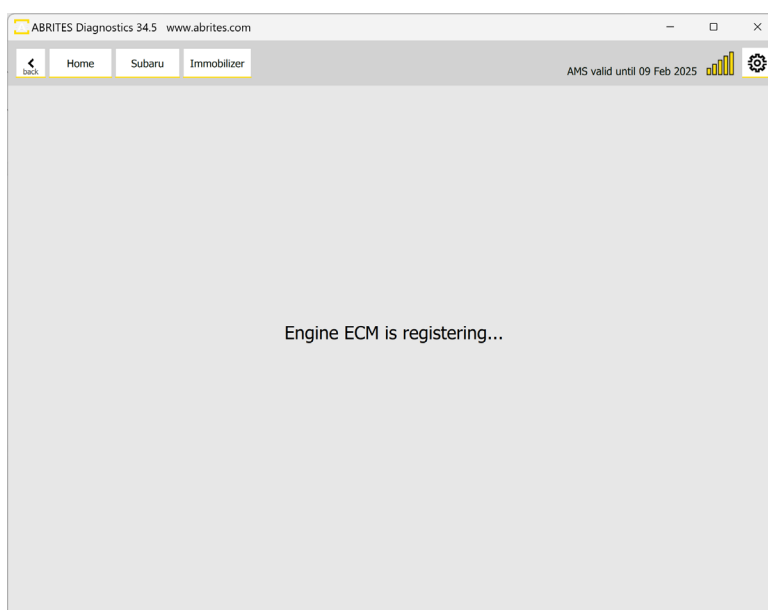 ABRITES Diagnostics 34.5 www.abrites.com
back Home Subaru Immobilizer AMS valid until 09 Feb 2025
Engine ECM is registering...